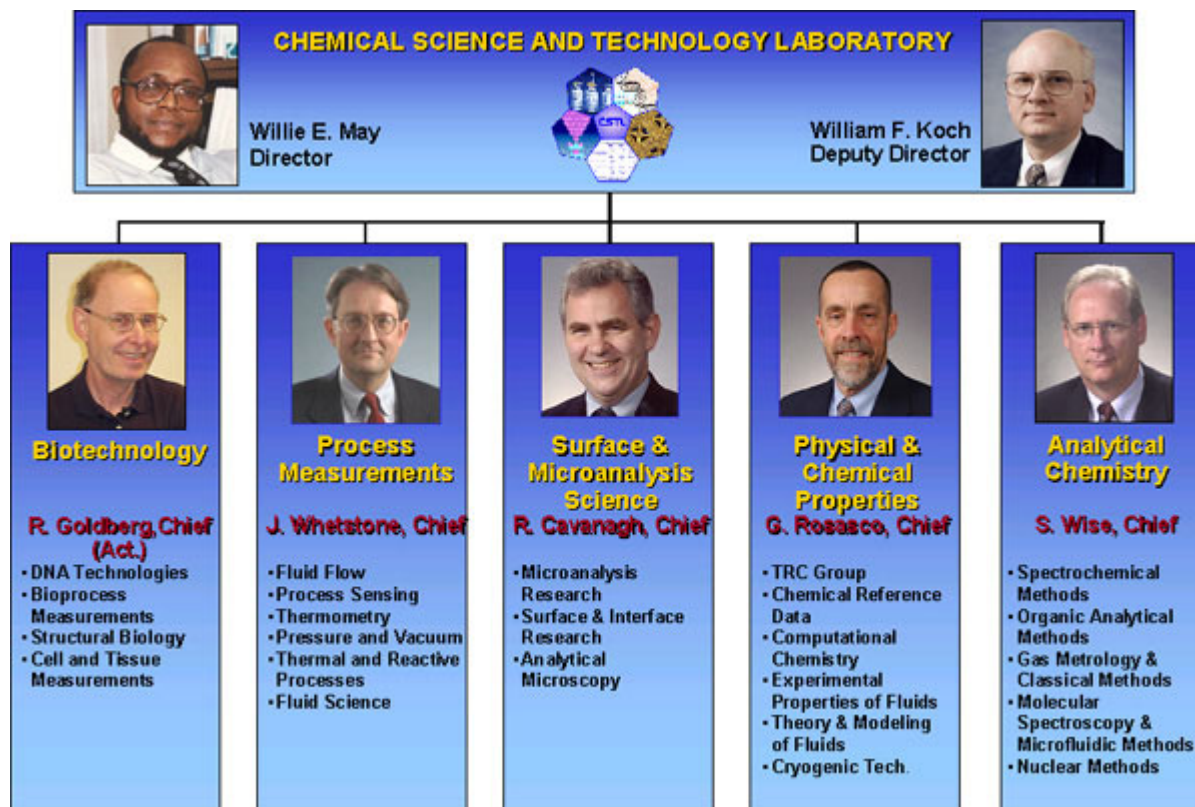 CHEMICAL SCIENCE AND TECHNOLOGY LABORATORY
Willie E. May
Director
CSTL
William F. Koch
Deputy Director
Biotechnology
R. Goldberg,Chief
(Act.)
• DNA Technologies
• Bioprocess
Measurements
• Structural Biology
• Cell and Tissue
Measurements
Process
Measurements
J. Whetstone, Chief
• Fluid Flow
• Process Sensing
• Thermometry
• Pressure and Vacuum
• Thermal and Reactive
Processes
• Fluid Science
Surface &
Microanalysis
Science
R. Cavanagh, Chief
• Microanalysis
Research
• Surface & Interface
Research
• Analytical
Microscopy
Physical &
Chemical
Properties
G. Rosasco, Chief
• TRC Group
• Chemical Reference
Data
• Computational
Chemistry
• Experimental
Properties of Fluids
• Theory & Modeling
of Fluids
• Cryogenic Tech.
Analytical
Chemistry
S. Wise, Chief
• Spectrochemical
Methods
• Organic Analytical
Methods
• Gas Metrology &
Classical Methods
• Molecular
Spectroscopy &
Microfluidic Methods
• Nuclear Methods